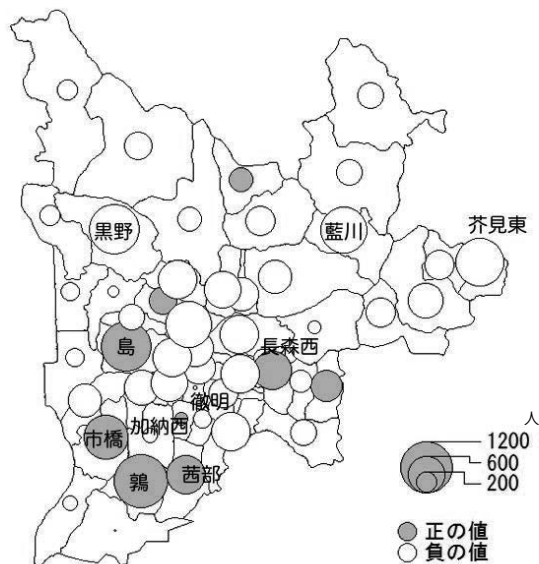 芥見東
黒野
藍川
島
長森西
徹明
加納西
市橋
鶉
茜部
人
1200
600
200
正の値
負の値